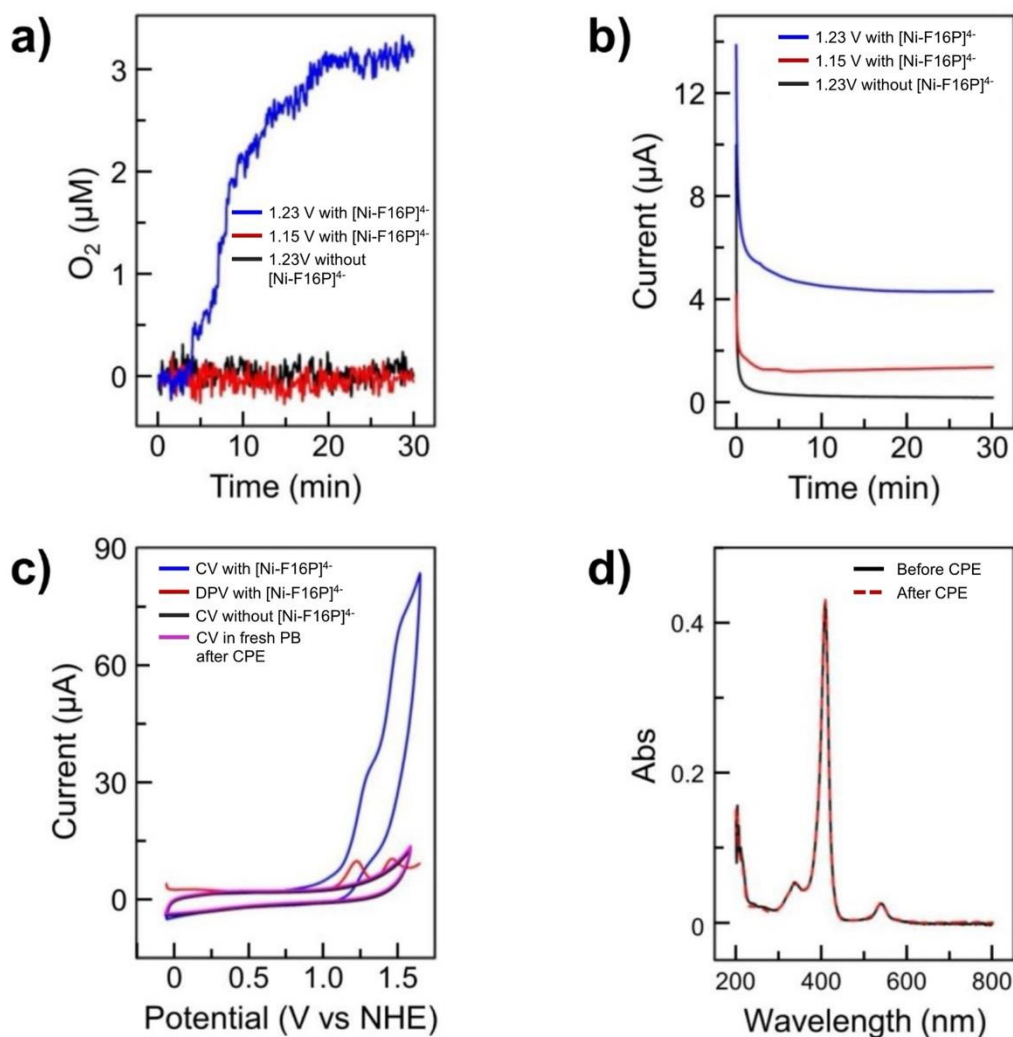 a)
3
2
1
0
O₂ (μM)
1.23 V with [Ni-F16P]⁴⁻
1.15 V with [Ni-F16P]⁴⁻
1.23V without
[Ni-F16P]⁴⁻
0 10 20 30
Time (min)
b)
12
8
4
0
Current (μA)
1.23 V with [Ni-F16P]⁴⁻
1.15 V with [Ni-F16P]⁴⁻
1.23V without [Ni-F16P]⁴⁻
0 10 20 30
Time (min)
c)
90
60
30
0
Current (μA)
CV with [Ni-F16P]⁴⁻
DPV with [Ni-F16P]⁴⁻
CV without [Ni-F16P]⁴⁻
CV in fresh PB
after CPE
0 0.5 1.0 1.5
Potential (V vs NHE)
d)
0.4
0.2
0
Abs
Before CPE
After CPE
200 400 600 800
Wavelength (nm)